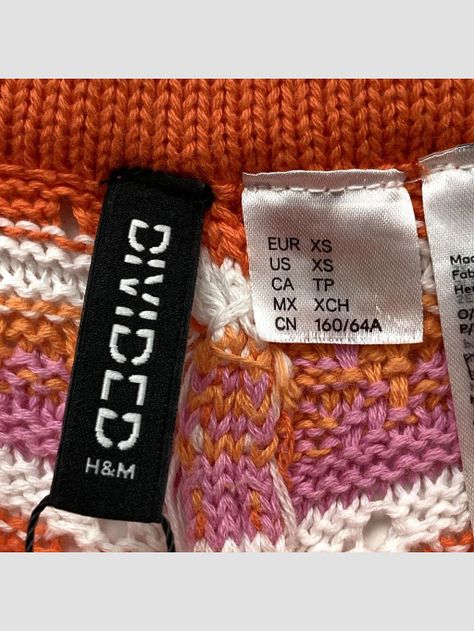 DIVIDED
H&M
EUR XS
US XS
CA TP
MX XCH
CN 160/64A